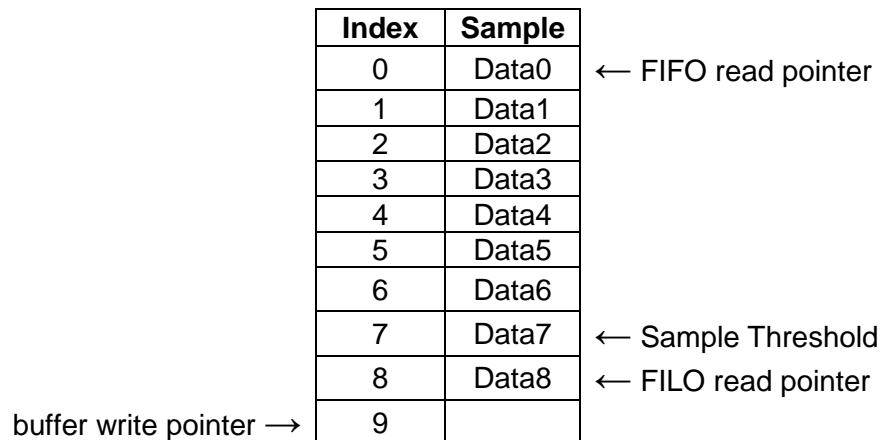 Index Sample
0 Data0 ← FIFO read pointer
1 Data1
2 Data2
3 Data3
4 Data4
5 Data5
6 Data6
7 Data7 ← Sample Threshold
8 Data8 ← FILO read pointer
buffer write pointer → 9